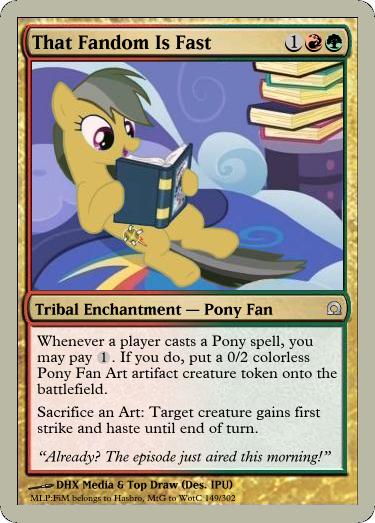 That Fandom Is Fast 1
Tribal Enchantment — Pony Fan
Whenever a player casts a Pony spell, you
may pay 1. If you do, put a 0/2 colorless
Pony Fan Art artifact creature token onto the
battlefield.
Sacrifice an Art: Target creature gains first
strike and haste until end of turn.
“Already? The episode just aired this morning!”
DHX Media & Top Draw (Des. IPU)
MLP:FiM belongs to Hasbro, MtG to WotC 149/302